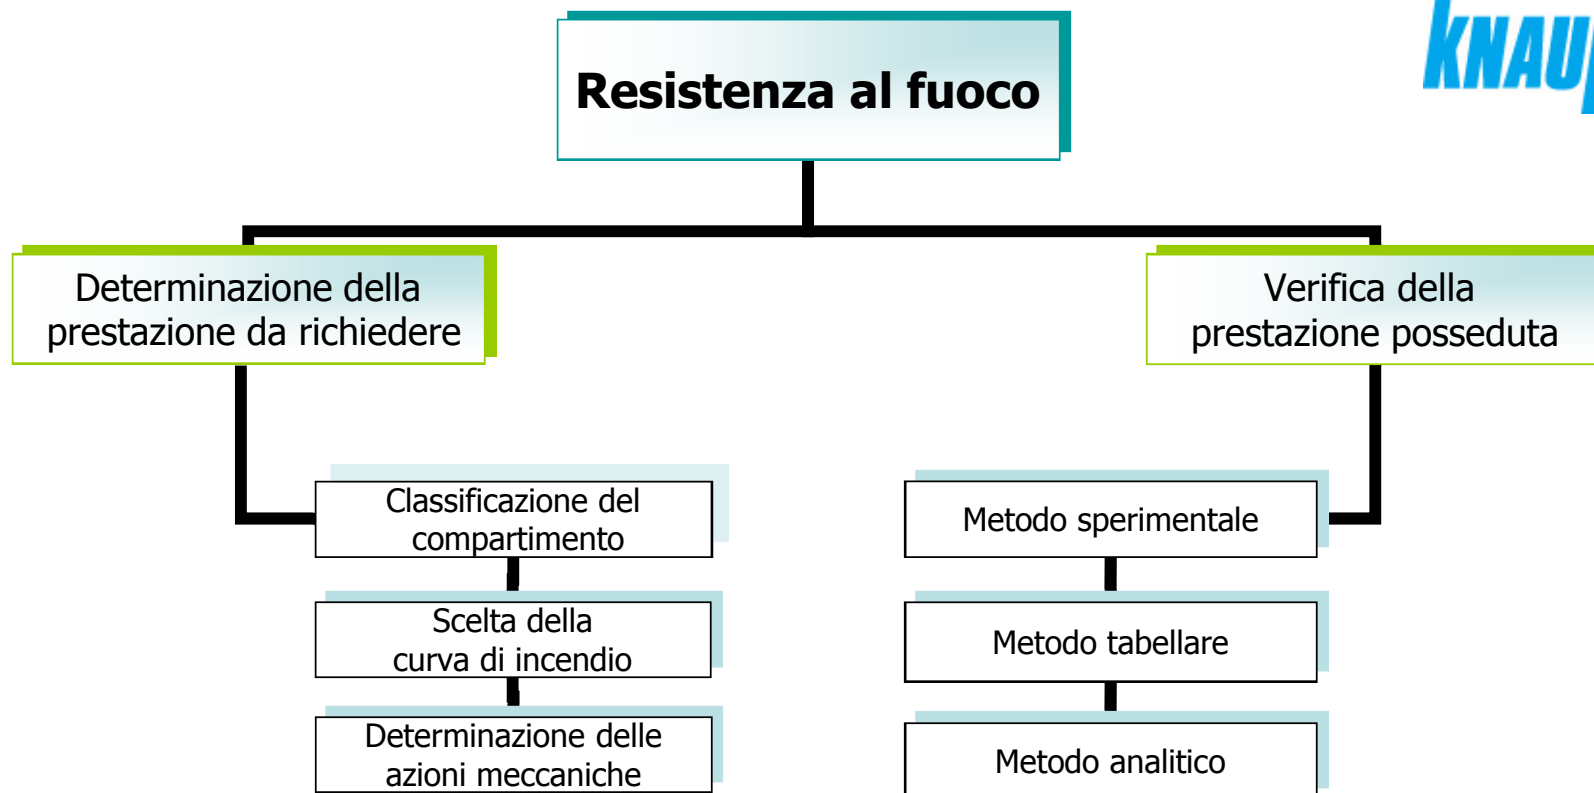 KNAUF
Resistenza al fuoco
Determinazione della
prestazione da richiedere
Verifica della
prestazione posseduta
Classificazione del
compartimento
Scelta della
curva di incendio
Determinazione delle
azioni meccaniche
Metodo sperimentale
Metodo tabellare
Metodo analitico